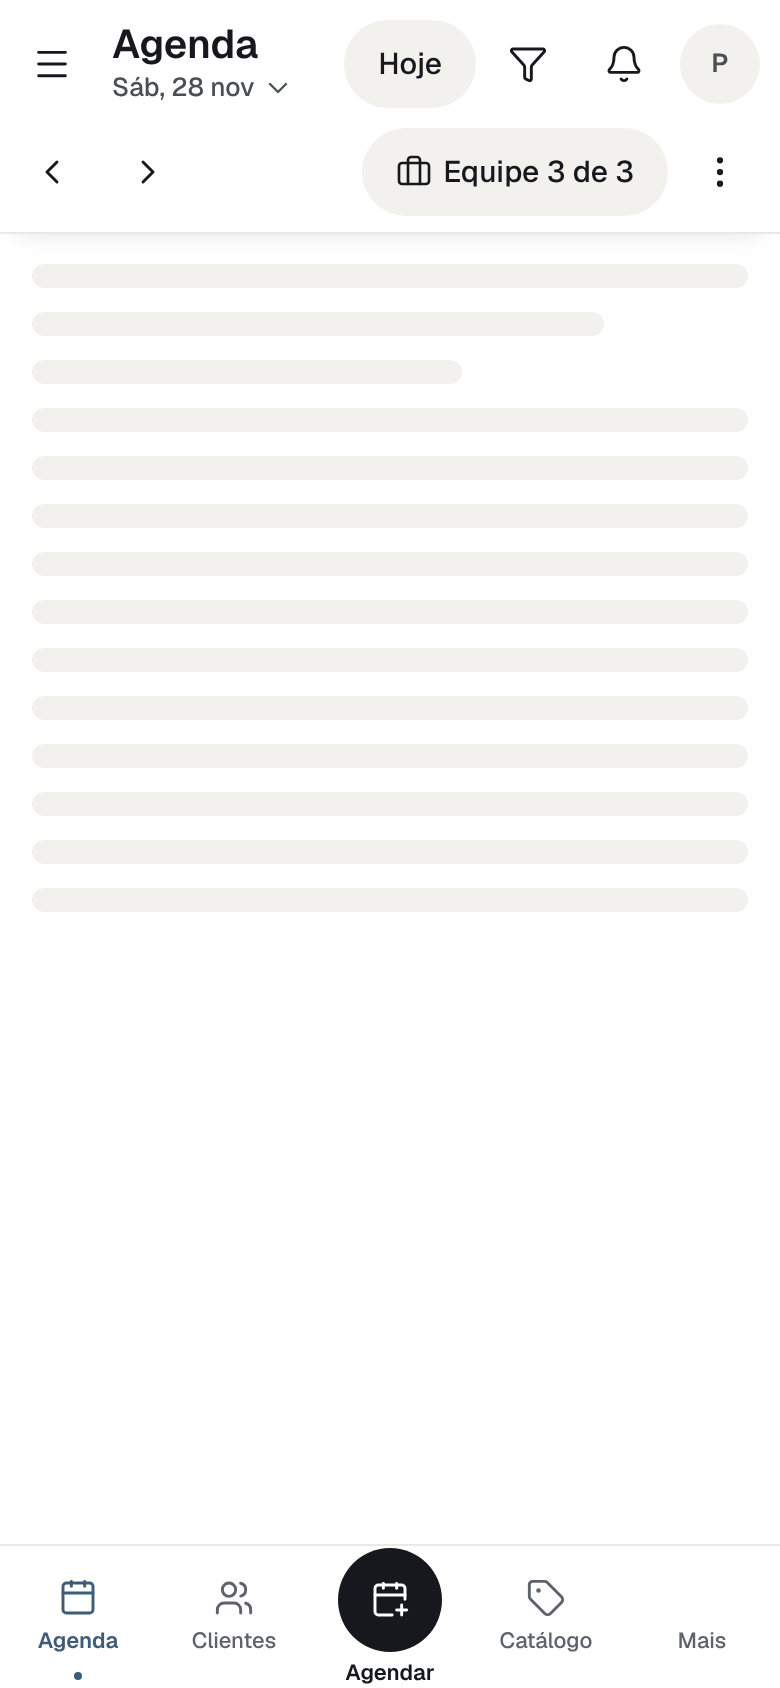 Agenda
Sáb, 28 nov
Hoje
P
Equipe 3 de 3
Agenda
Clientes
Agendar
Catálogo
Mais